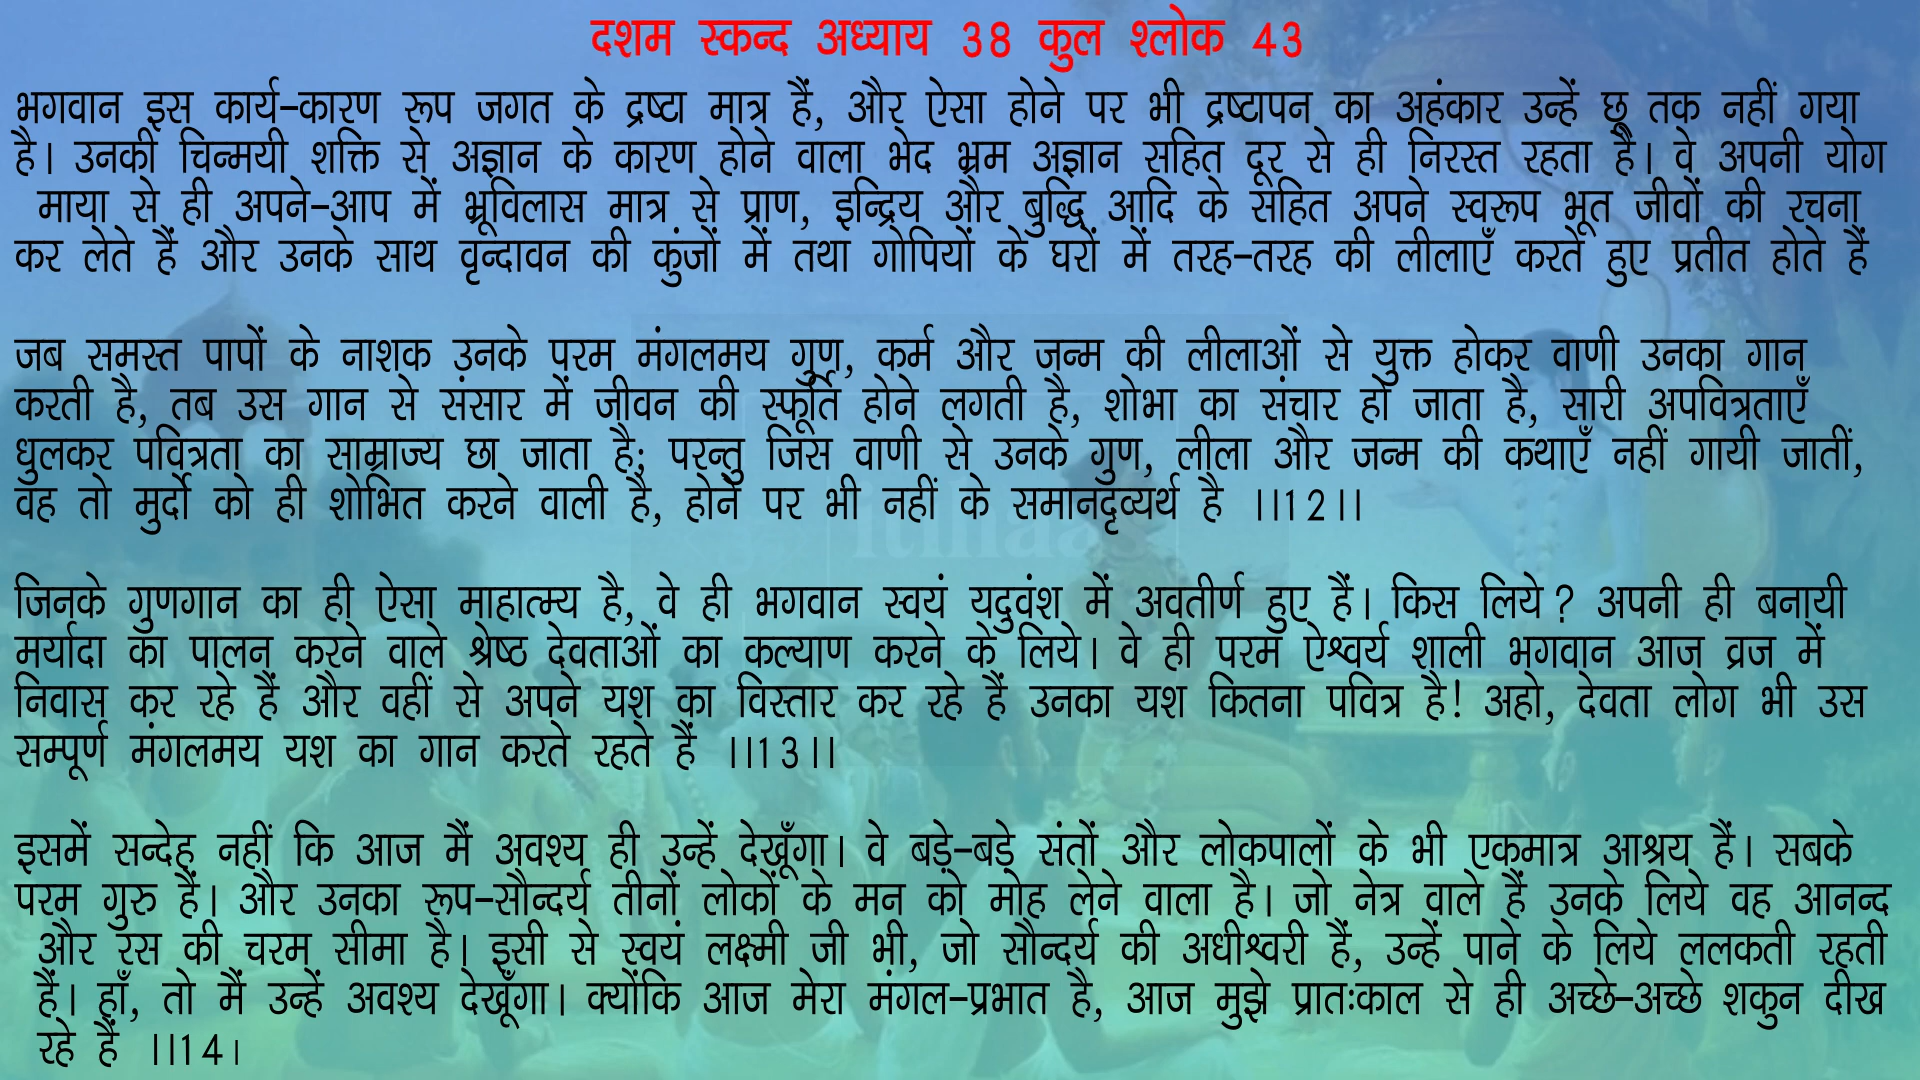 दशम स्कन्द अध्याय 38 कुल श्लोक 43
भगवान इस कार्य-कारण रूप जगत के द्रष्टा मात्र हैं, और ऐसा होने पर भी द्रष्टापन का अहंकार उन्हें छू तक नहीं गया
है। उनकी चिन्मयी शक्ति से अज्ञान के कारण होने वाला भेद भ्रम अज्ञान सहित दूर से ही निरस्त रहता है। वे अपनी योग
माया से ही अपने-आप में भ्रूविलास मात्र से प्राण, इन्द्रिय और बुद्धि आदि के सहित अपने स्वरूप भूत जीवों की रचना
कर लेते हैं और उनके साथ वृन्दावन की कुंजों में तथा गोपियों के घरों में तरह-तरह की लीलाएँ करते हुए प्रतीत होते हैं
जब समस्त पापों के नाशक उनके परम मंगलमय गुण, कर्म और जन्म की लीलाओं से युक्त होकर वाणी उनका गान
करती है, तब उस गान से संसार में जीवन की स्फूर्ति होने लगती है, शोभा का संचार हो जाता है, सारी अपवित्रताएँ
धुलकर पवित्रता का साम्राज्य छा जाता है; परन्तु जिस वाणी से उनके गुण, लीला और जन्म की कथाएँ नहीं गायी जातीं,
वह तो मुर्दो को ही शोभित करने वाली है, होने पर भी नहीं के समानदृव्यर्थ है ।।12।।
itihaas
जिनके गुणगान का ही ऐसा माहात्म्य है, वे ही भगवान स्वयं यदुवंश में अवतीर्ण हुए हैं। किस लिये? अपनी ही बनायी
मर्यादा का पालन करने वाले श्रेष्ठ देवताओं का कल्याण करने के लिये। वे ही परम ऐश्वर्य शाली भगवान आज व्रज में
निवास कर रहे हैं और वहीं से अपने यश का विस्तार कर रहे हैं उनका यश कितना पवित्र है! अहो, देवता लोग भी उस
सम्पूर्ण मंगलमय यश का गान करते रहते हैं ।।13।।
इसमें सन्देह नहीं कि आज मैं अवश्य ही उन्हें देखूँगा। वे बड़े-बड़े संतों और लोकपालों के भी एकमात्र आश्रय हैं। सबके
परम गुरु हैं। और उनका रूप-सौन्दर्य तीनों लोकों के मन को मोह लेने वाला है। जो नेत्र वाले हैं उनके लिये वह आनन्द
और रस की चरम सीमा है। इसी से स्वयं लक्ष्मी जी भी, जो सौन्दर्य की अधीश्वरी हैं, उन्हें पाने के लिये ललकती रहती
हैं। हाँ, तो मैं उन्हें अवश्य देखूँगा। क्योंकि आज मेरा मंगल-प्रभात है, आज मुझे प्रातःकाल से ही अच्छे-अच्छे शकुन दीख
रहे हैं ।।14।